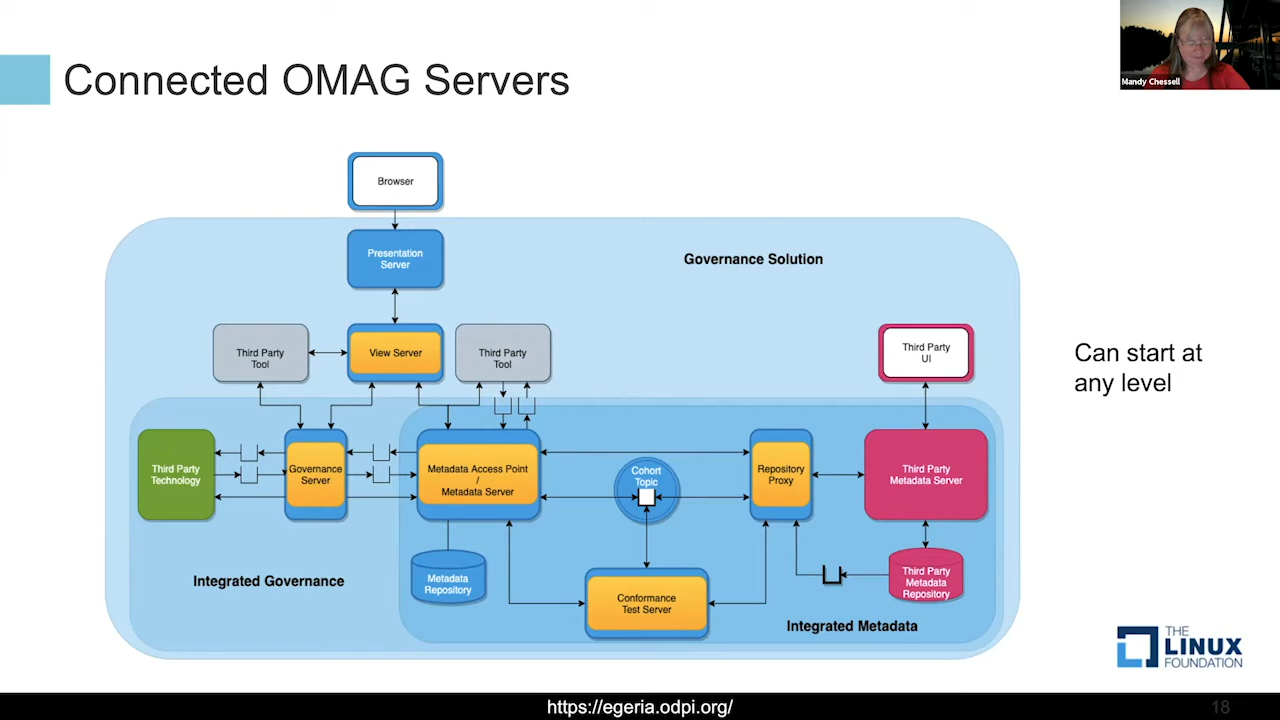 Mandy Chessell
Connected OMAG Servers
Browser
Presentation
Server
Governance Solution
Third Party
Tool
View Server
Third Party
Tool
Third Party
UI
Can start at
any level
Third Party
Technology
Governance
Server
Metadata Access Point
/
Metadata Server
Cohort
Topic
Repository
Proxy
Third Party
Metadata Server
Integrated Governance
Metadata
Repository
Conformance
Test Server
Third Party
Metadata
Repository
Integrated Metadata
THE
LINUX
FOUNDATION
https://egeria.odpi.org/
18